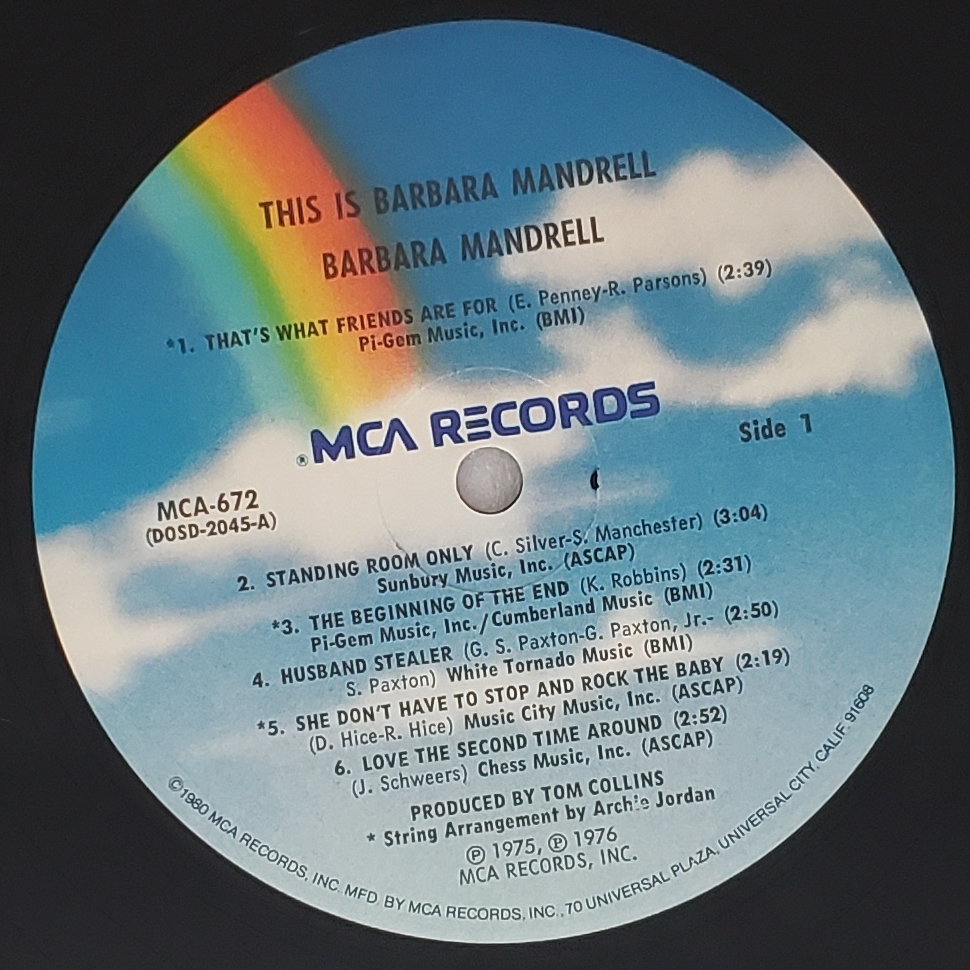 THIS IS BARBARA MANDRELL
BARBARA MANDRELL
*1. THAT'S WHAT FRIENDS ARE FOR (E. Penney-R. Parsons) (2:39)
Pi-Gem Music, Inc. (BMI)
®MCA RECORDS
Side 1
MCA-672
(DOSD-2045-A)
2. STANDING ROOM ONLY (C. Silver-S. Manchester) (3:04)
Sunbury Music, Inc. (ASCAP)
*3. THE BEGINNING OF THE END (K. Robbins) (2:31)
Pi-Gem Music, Inc./Cumberland Music (BMI)
4. HUSBAND STEALER (G. S. Paxton-G. Paxton, Jr.- (2:50)
S. Paxton) White Tornado Music (BMI)
*5. SHE DON'T HAVE TO STOP AND ROCK THE BABY (2:19)
(D. Hice-R. Hice) Music City Music, Inc. (ASCAP)
6. LOVE THE SECOND TIME AROUND (2:52)
(J. Schweers) Chess Music, Inc. (ASCAP)
PRODUCED BY TOM COLLINS
* String Arrangement by Archie Jordan
℗ 1975, ℗ 1976
MCA RECORDS, INC.
©1980 MCA RECORDS, INC. MFD. BY MCA RECORDS, INC., 70 UNIVERSAL PLAZA, UNIVERSAL CITY, CALIF. 91608